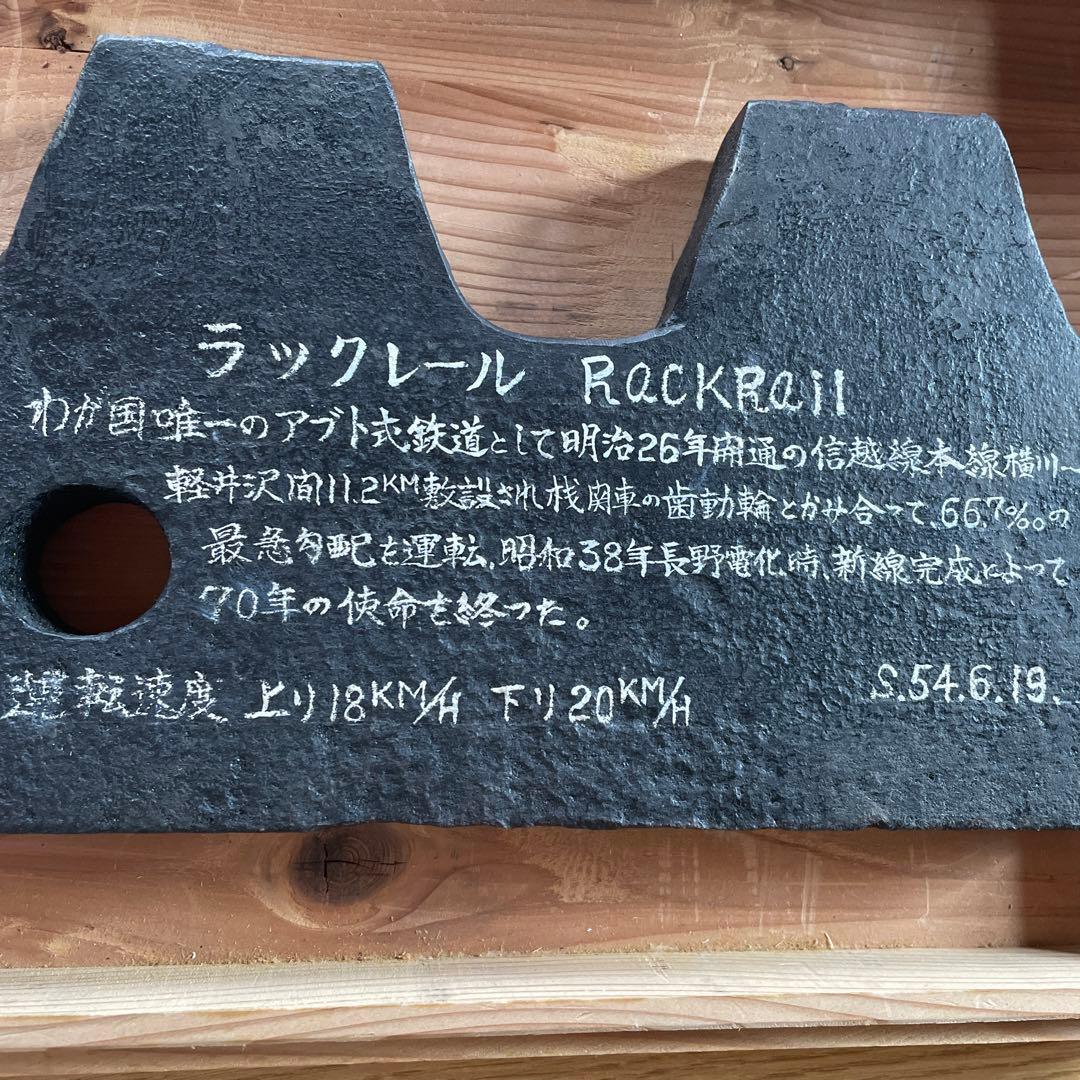 ラックレール RackRail
わが国唯一のアプト式鉄道として明治26年開通の信越線本線横川〜
軽井沢間11.2KM敷設され桟関車の歯動輪とかみ合って、66.7‰の
最急勾配を運転、昭和38年長野電化時、新線完成によって
70年の使命を終った。
運転速度 上り18KM/H 下り20KM/H S.54.6.19.